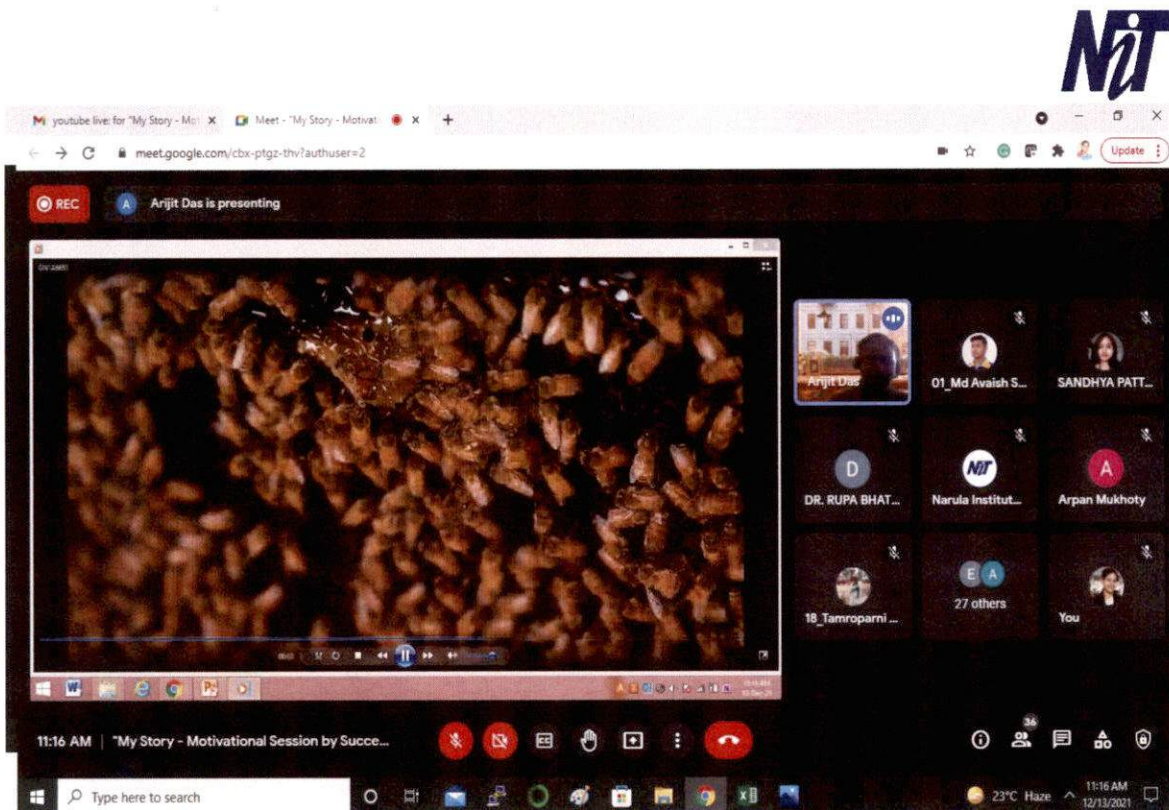 NiT
youtube live: for "My Story - Mot
Meet - "My Story - Motivati
meet.google.com/cbx-ptgz-thv?authuser=2
Update
REC
A
Arijit Das is presenting
Arijit Das
01_Md Avaish S...
SANDHYA PATT...
D
DR. RUPA BHAT...
NiT
Narula Institut...
A
Arpan Mukhoty
18_Tamroparni ...
E A
27 others
You
11:16 AM | "My Story - Motivational Session by Succe...
36
Type here to search
23°C Haze
11:16 AM
12/13/2021